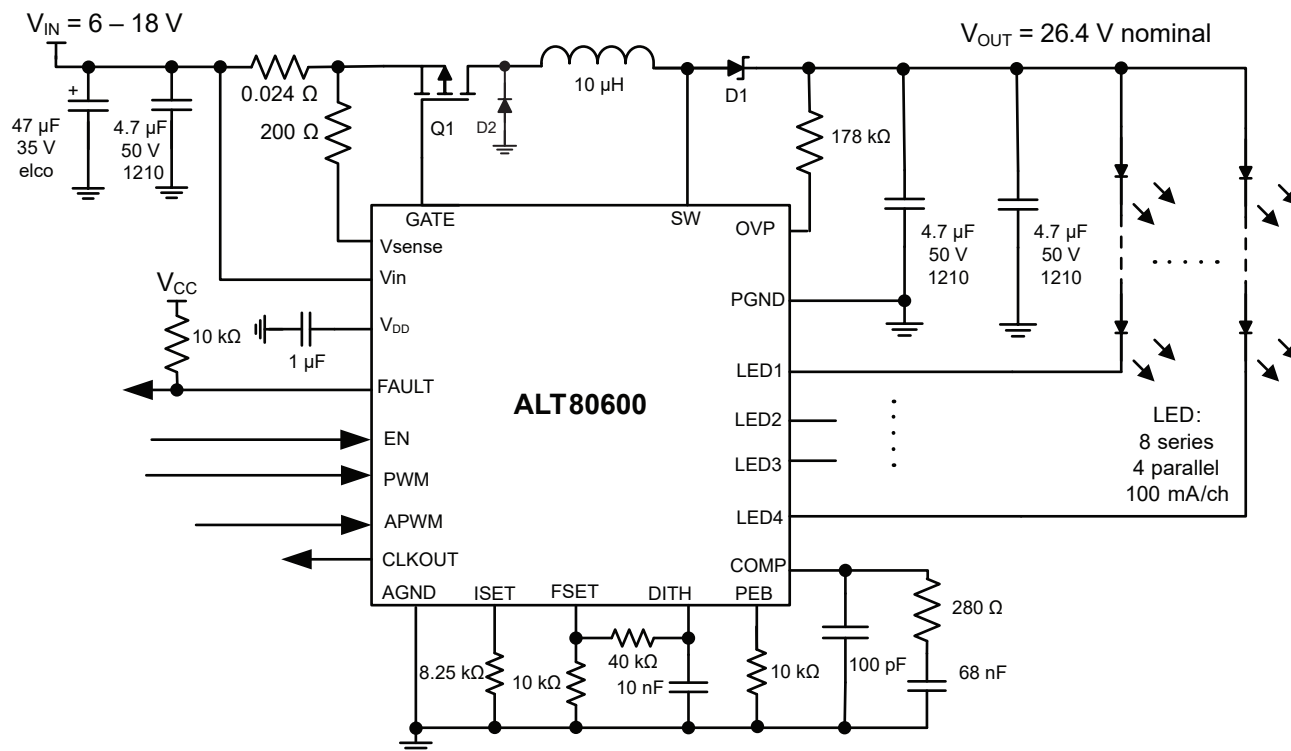 V_IN = 6 – 18 V
V_OUT = 26.4 V nominal
+
47 µF
35 V
elco
4.7 µF
50 V
1210
0.024 Ω
200 Ω
Q1
D2
10 µH
D1
178 kΩ
4.7 µF
50 V
1210
4.7 µF
50 V
1210
GATE
SW
OVP
Vsense
Vin
V_CC
10 kΩ
V_DD
1 µF
PGND
FAULT
LED1
ALT80600
LED2
LED3
LED4
LED:
8 series
4 parallel
100 mA/ch
EN
PWM
APWM
CLKOUT
COMP
AGND
ISET
FSET
DITH
PEB
280 Ω
8.25 kΩ
10 kΩ
40 kΩ
10 nF
10 kΩ
100 pF
68 nF